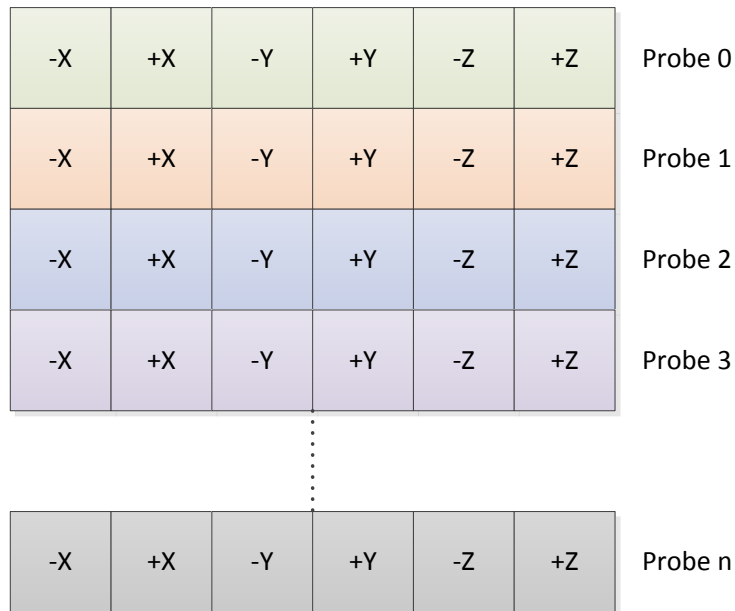 -X +X -Y +Y -Z +Z Probe 0
-X +X -Y +Y -Z +Z Probe 1
-X +X -Y +Y -Z +Z Probe 2
-X +X -Y +Y -Z +Z Probe 3
-X +X -Y +Y -Z +Z Probe n